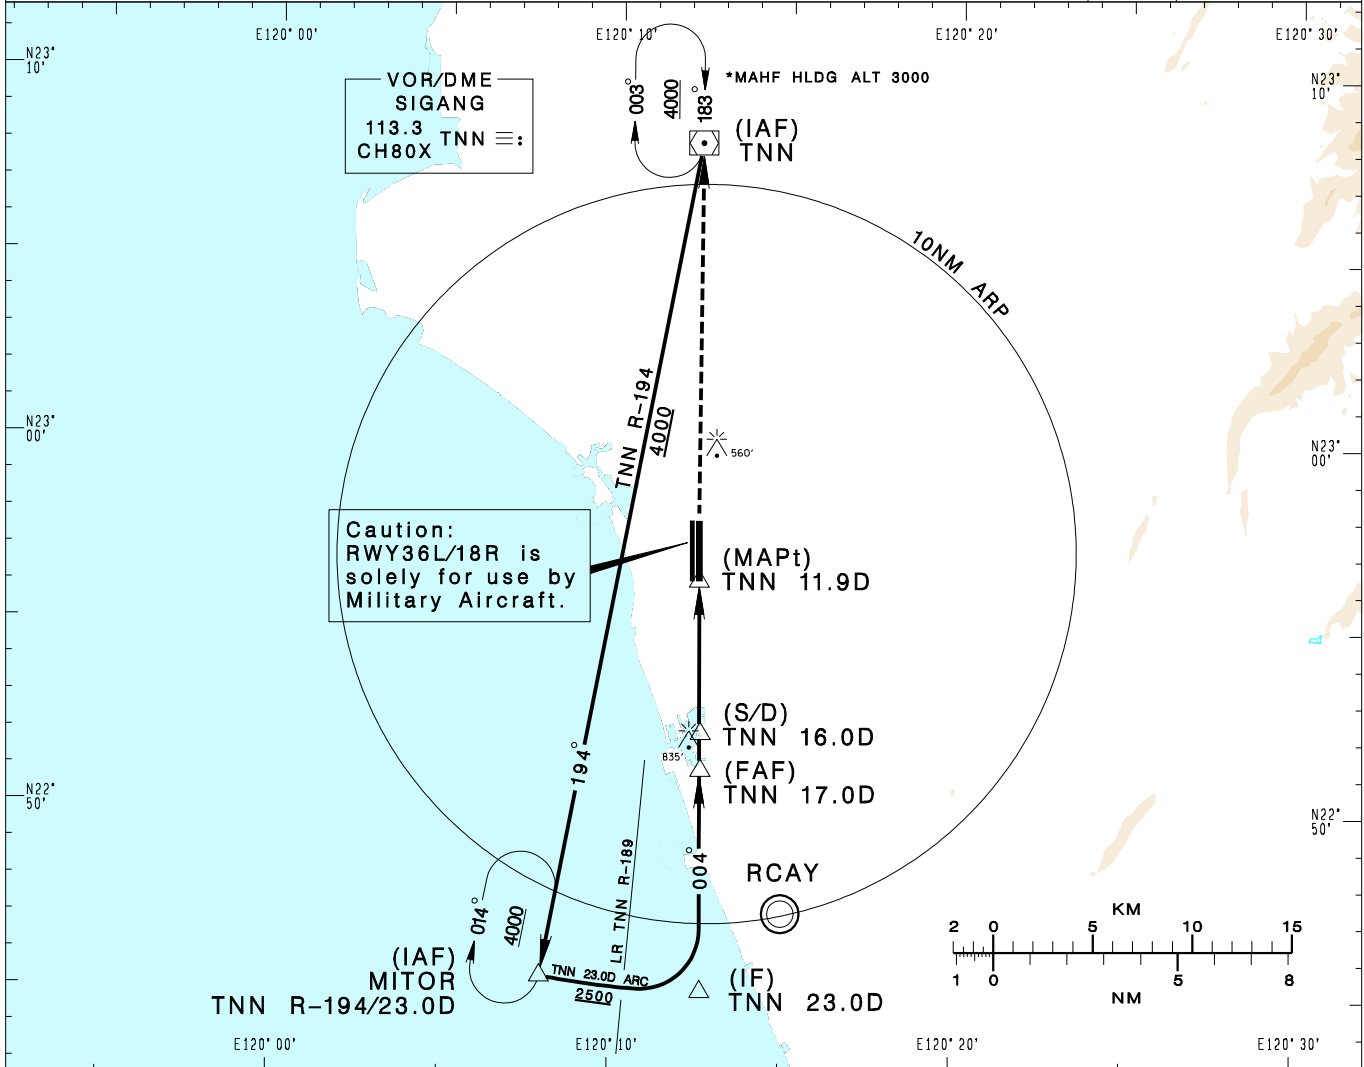 E120° 00'
E120° 10'
E120° 20'
E120° 30'
N23°
10'
N23°
10'
VOR/DME
SIGANG
113.3
CH80X
TNN
003°
4000
183°
*MAHF HLDG ALT 3000
(IAF)
TNN
10NM ARP
TNN R-194
4000
N23°
00'
N23°
00'
560'
Caution:
RWY36L/18R is
solely for use by
Military Aircraft.
(MAPt)
TNN 11.9D
(S/D)
TNN 16.0D
835'
(FAF)
TNN 17.0D
194°
N22°
50'
N22°
50'
LR TNN R-189
004°
RCAY
014°
4000
(IAF)
MITOR
TNN R-194/23.0D
TNN 23.0D ARC
2500
(IF)
TNN 23.0D
KM
2 0 5 10 15
1 0 5 8
NM
E120° 00'
E120° 10'
E120° 20'
E120° 30'